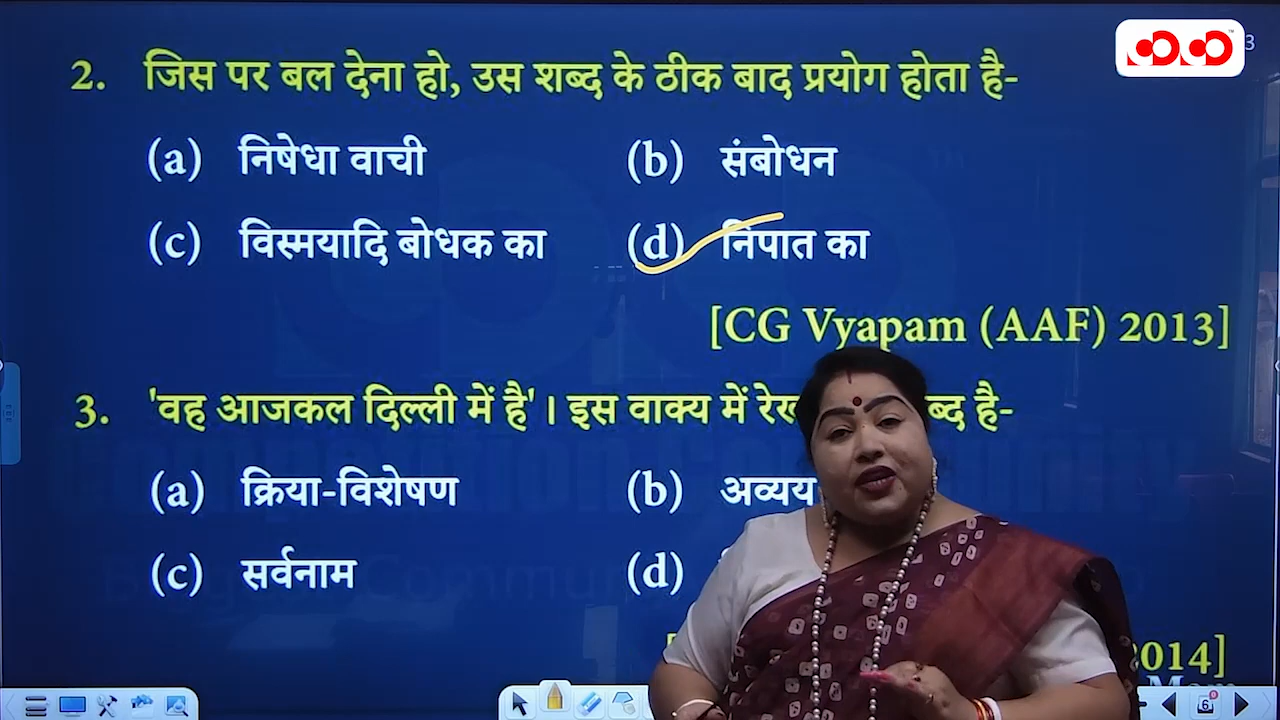 2. जिस पर बल देना हो, उस शब्द के ठीक बाद प्रयोग होता है-
(a) निषेधा वाची (b) संबोधन
(c) विस्मयादि बोधक का (d) निपात का
[CG Vyapam (AAF) 2013]
3. 'वह आजकल दिल्ली में है'। इस वाक्य में है-
(a) क्रिया-विशेषण (b) अव्यय
(c) सर्वनाम (d)
2014]